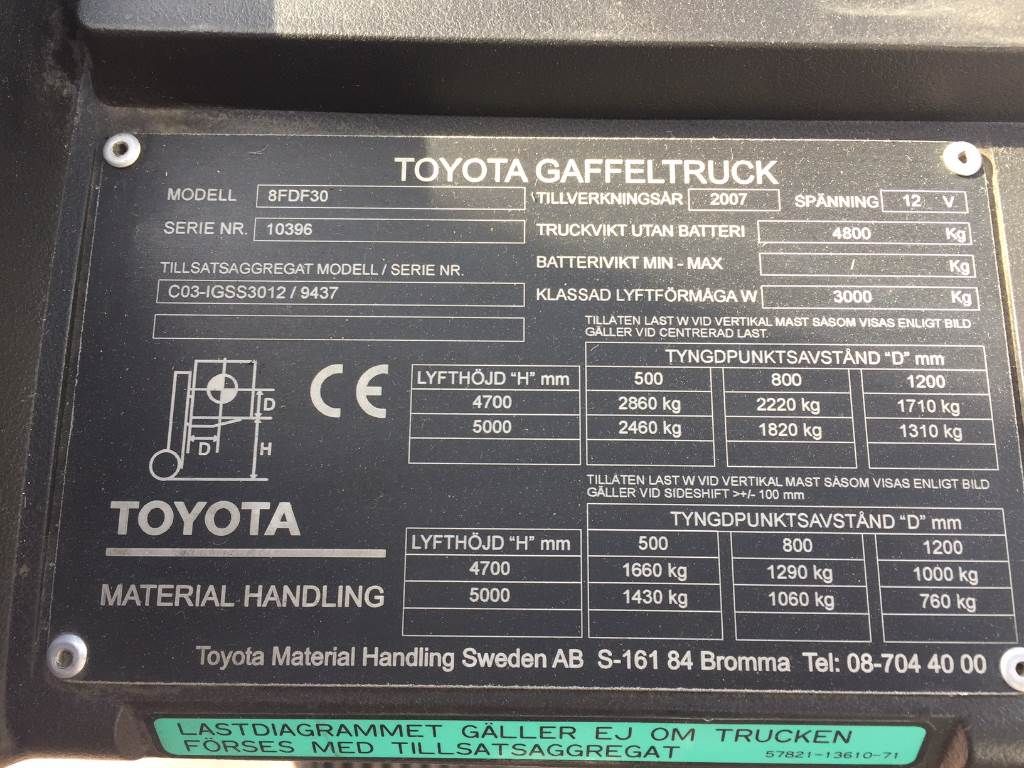 TOYOTA GAFFELTRUCK
MODELL 8FDF30 TILLVERKNINGSÅR 2007 SPÄNNING 12 V
SERIE NR. 10396 TRUCKVIKT UTAN BATTERI 4800 Kg
TILLSATSAGGREGAT MODELL / SERIE NR. BATTERIVIKT MIN - MAX / Kg
C03-IGSS3012 / 9437 KLASSAD LYFTFÖRMÅGA W 3000 Kg
TILLÅTEN LAST W VID VERTIKAL MAST SÅSOM VISAS ENLIGT BILD
GÄLLER VID CENTRERAD LAST.
TYNGDPUNKTSAVSTÅND "D" mm
LYFTHÖJD "H" mm 500 800 1200
4700 2860 kg 2220 kg 1710 kg
5000 2460 kg 1820 kg 1310 kg
D
D
H
CE
TILLÅTEN LAST W VID VERTIKAL MAST SÅSOM VISAS ENLIGT BILD
GÄLLER VID SIDESHIFT >+/- 100 mm
TYNGDPUNKTSAVSTÅND "D" mm
LYFTHÖJD "H" mm 500 800 1200
4700 1660 kg 1290 kg 1000 kg
5000 1430 kg 1060 kg 760 kg
TOYOTA
MATERIAL HANDLING
Toyota Material Handling Sweden AB S-161 84 Bromma Tel: 08-704 40 00
LASTDIAGRAMMET GÄLLER EJ OM TRUCKEN
FÖRSES MED TILLSATSAGGREGAT 57821-13610-71